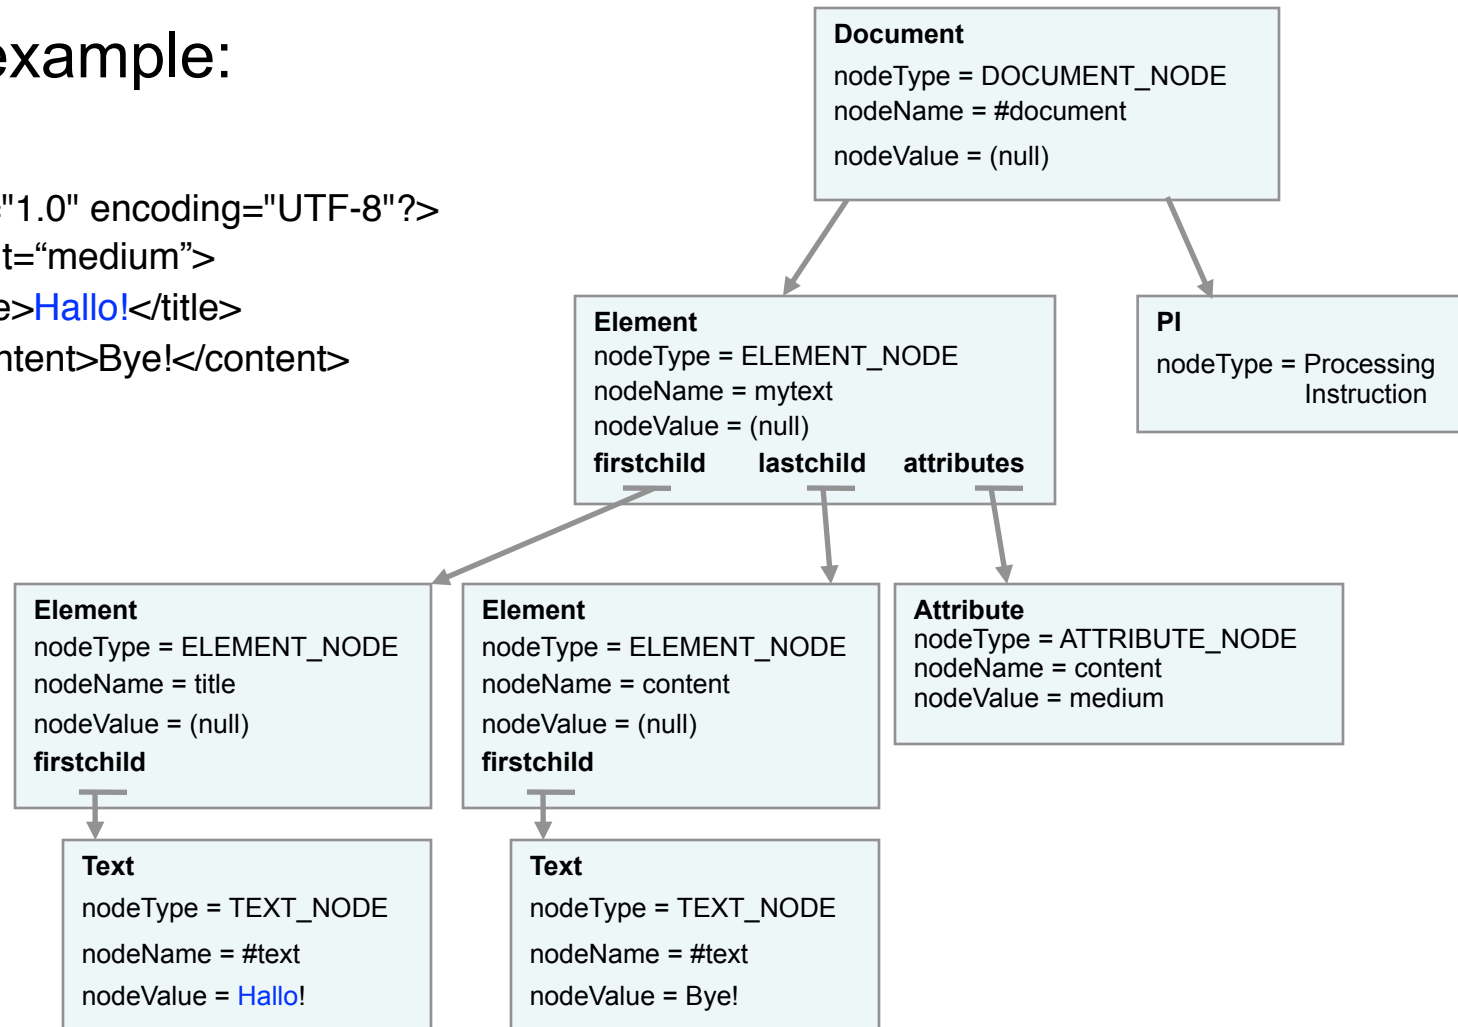 example:
="1.0" encoding="UTF-8"?>
t=“medium”>
e>Hallo!</title>
ntent>Bye!</content>
Document
nodeType = DOCUMENT_NODE
nodeName = #document
nodeValue = (null)
Element
nodeType = ELEMENT_NODE
nodeName = mytext
nodeValue = (null)
firstchild lastchild attributes
PI
nodeType = Processing
Instruction
Element
nodeType = ELEMENT_NODE
nodeName = title
nodeValue = (null)
firstchild
Element
nodeType = ELEMENT_NODE
nodeName = content
nodeValue = (null)
firstchild
Attribute
nodeType = ATTRIBUTE_NODE
nodeName = content
nodeValue = medium
Text
nodeType = TEXT_NODE
nodeName = #text
nodeValue = Hallo!
Text
nodeType = TEXT_NODE
nodeName = #text
nodeValue = Bye!